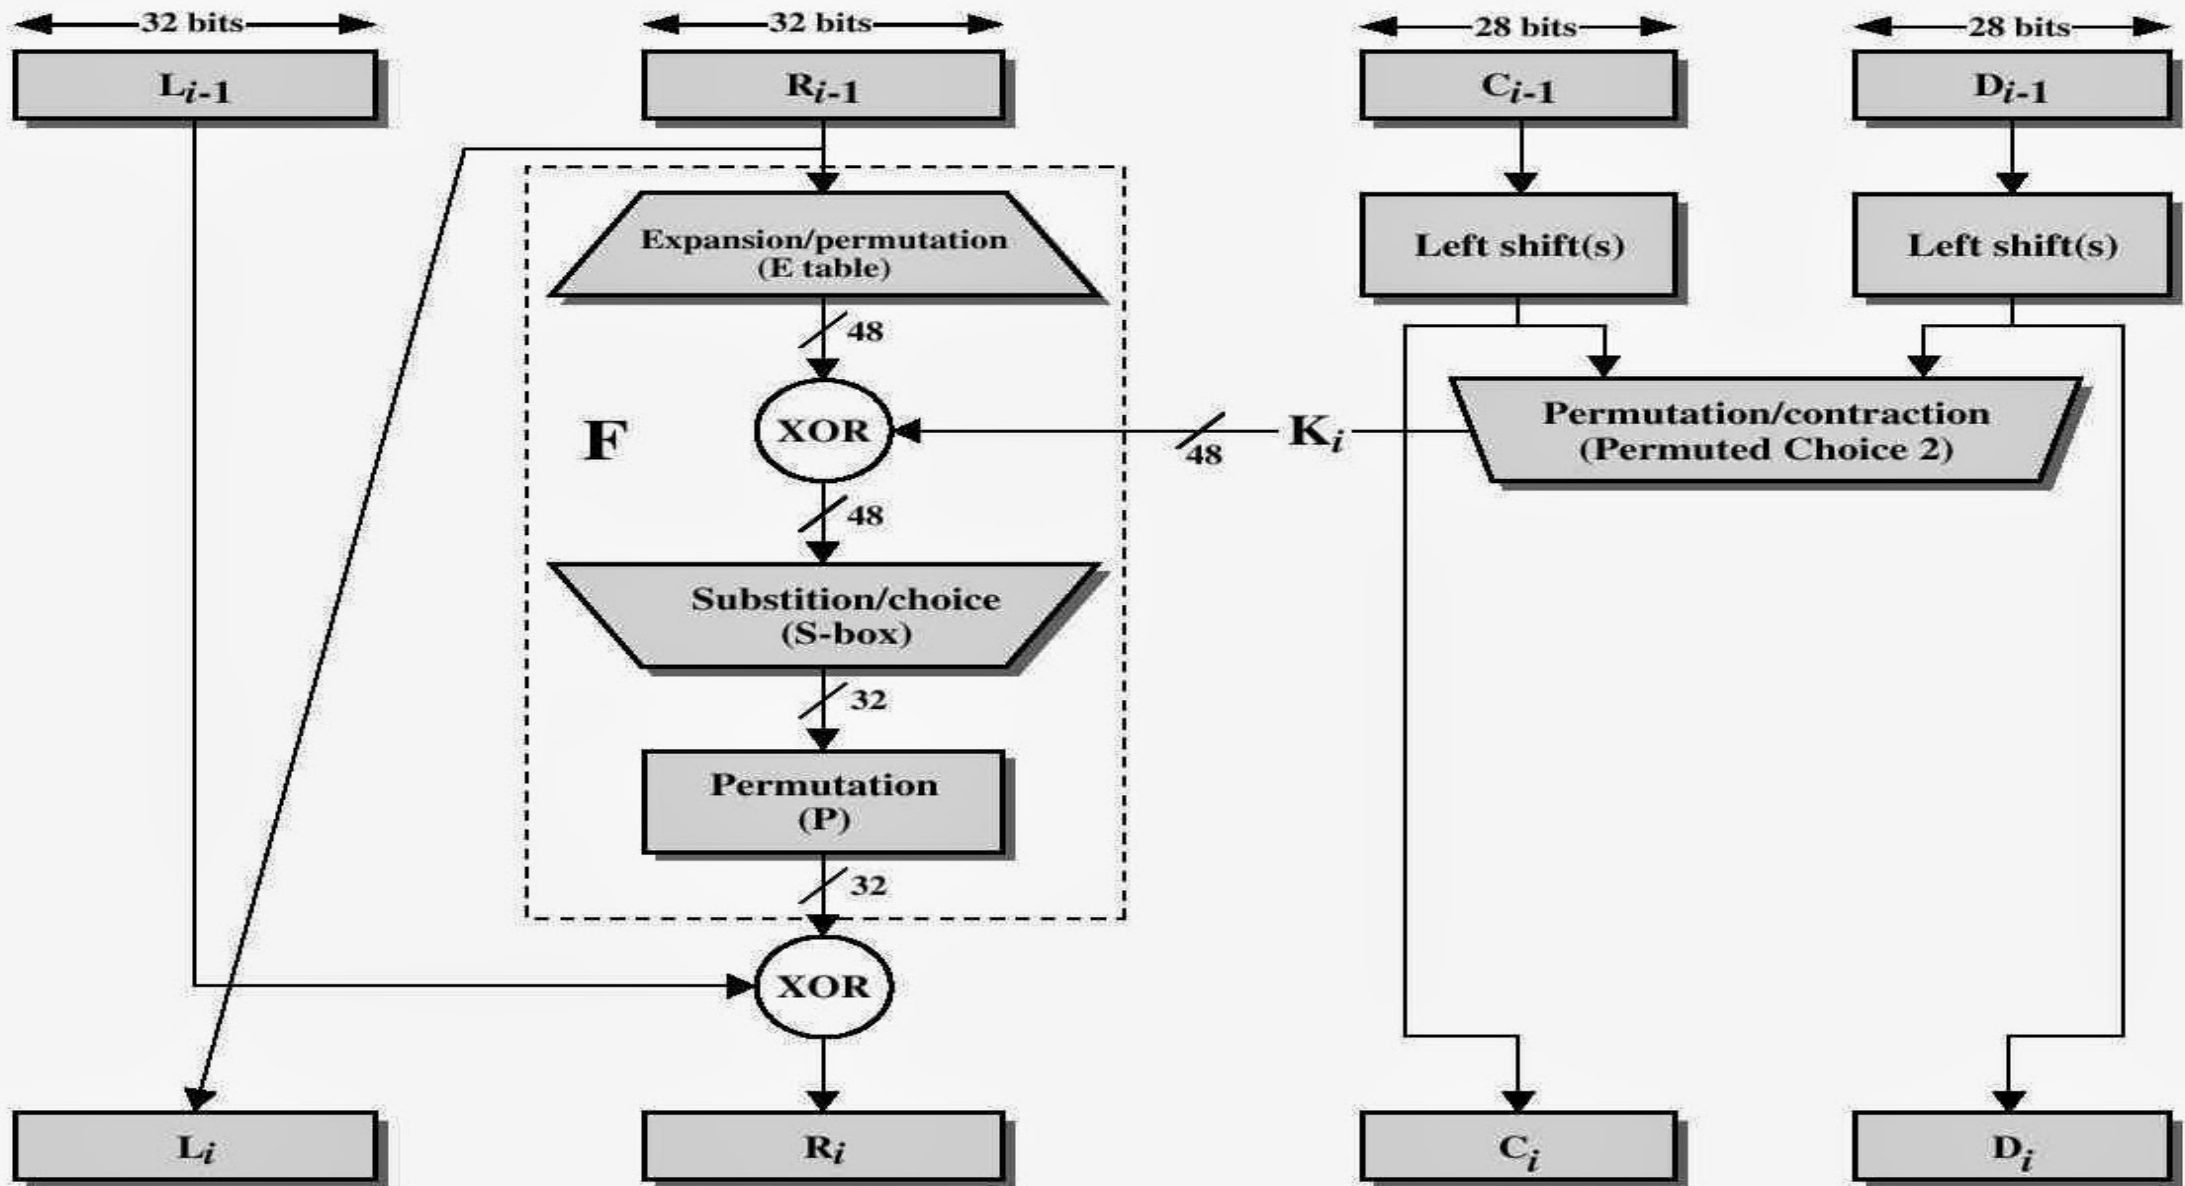 32 bits
32 bits
28 bits
28 bits
Li-1
Ri-1
Ci-1
Di-1
Expansion/permutation
(E table)
Left shift(s)
Left shift(s)
48
F
XOR
48
Ki
Permutation/contraction
(Permuted Choice 2)
48
Substition/choice
(S-box)
32
Permutation
(P)
32
XOR
Li
Ri
Ci
Di